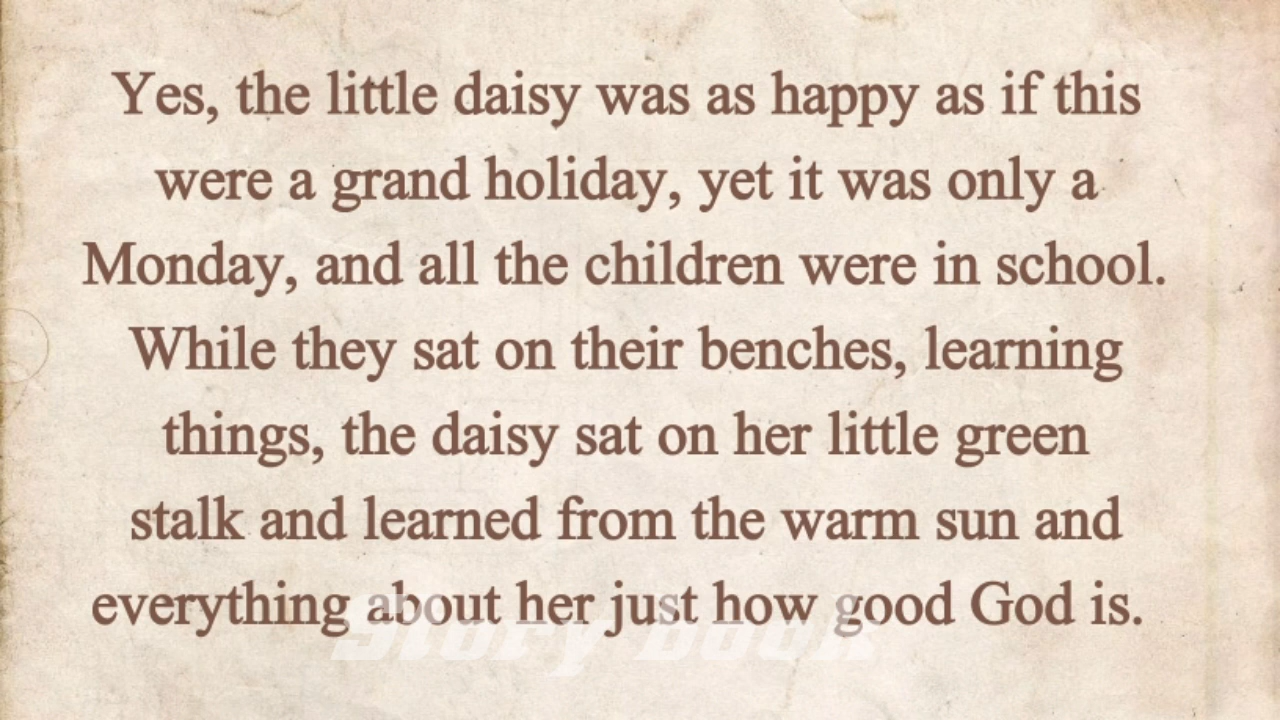 Yes, the little daisy was as happy as if this
were a grand holiday, yet it was only a
Monday, and all the children were in school.
While they sat on their benches, learning
things, the daisy sat on her little green
stalk and learned from the warm sun and
everything about her just how good God is.
Story Book